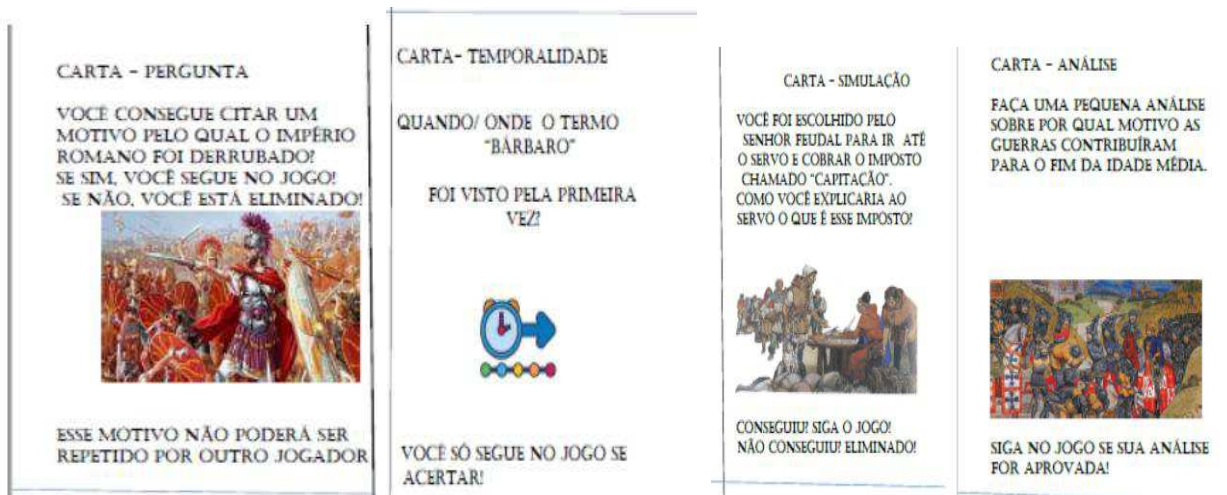 CARTA - PERGUNTA
VOCÊ CONSEGUE CITAR UM
MOTIVO PELO QUAL O IMPÉRIO
ROMANO FOI DERRUBADO?
SE SIM, VOCÊ SEGUE NO JOGO!
SE NÃO, VOCÊ ESTÁ ELIMINADO!
ESSE MOTIVO NÃO PODERÁ SER
REPETIDO POR OUTRO JOGADOR
CARTA- TEMPORALIDADE
QUANDO/ ONDE O TERMO
"BÁRBARO"
FOI VISTO PELA PRIMEIRA
VEZ?
VOCÊ SÓ SEGUE NO JOGO SE
ACERTAR!
CARTA - SIMULAÇÃO
VOCÊ FOI ESCOLHIDO PELO
SENHOR FEUDAL PARA IR ATÉ
O SERVO E COBRAR O IMPOSTO
CHAMADO "CAPITAÇÃO".
COMO VOCÊ EXPLICARIA AO
SERVO O QUE É ESSE IMPOSTO?
CONSEGUIU? SIGA O JOGO!
NÃO CONSEGUIU? ELIMINADO!
CARTA - ANÁLISE
FAÇA UMA PEQUENA ANÁLISE
SOBRE POR QUAL MOTIVO AS
GUERRAS CONTRIBUÍRAM
PARA O FIM DA IDADE MÉDIA.
SIGA NO JOGO SE SUA ANÁLISE
FOR APROVADA!